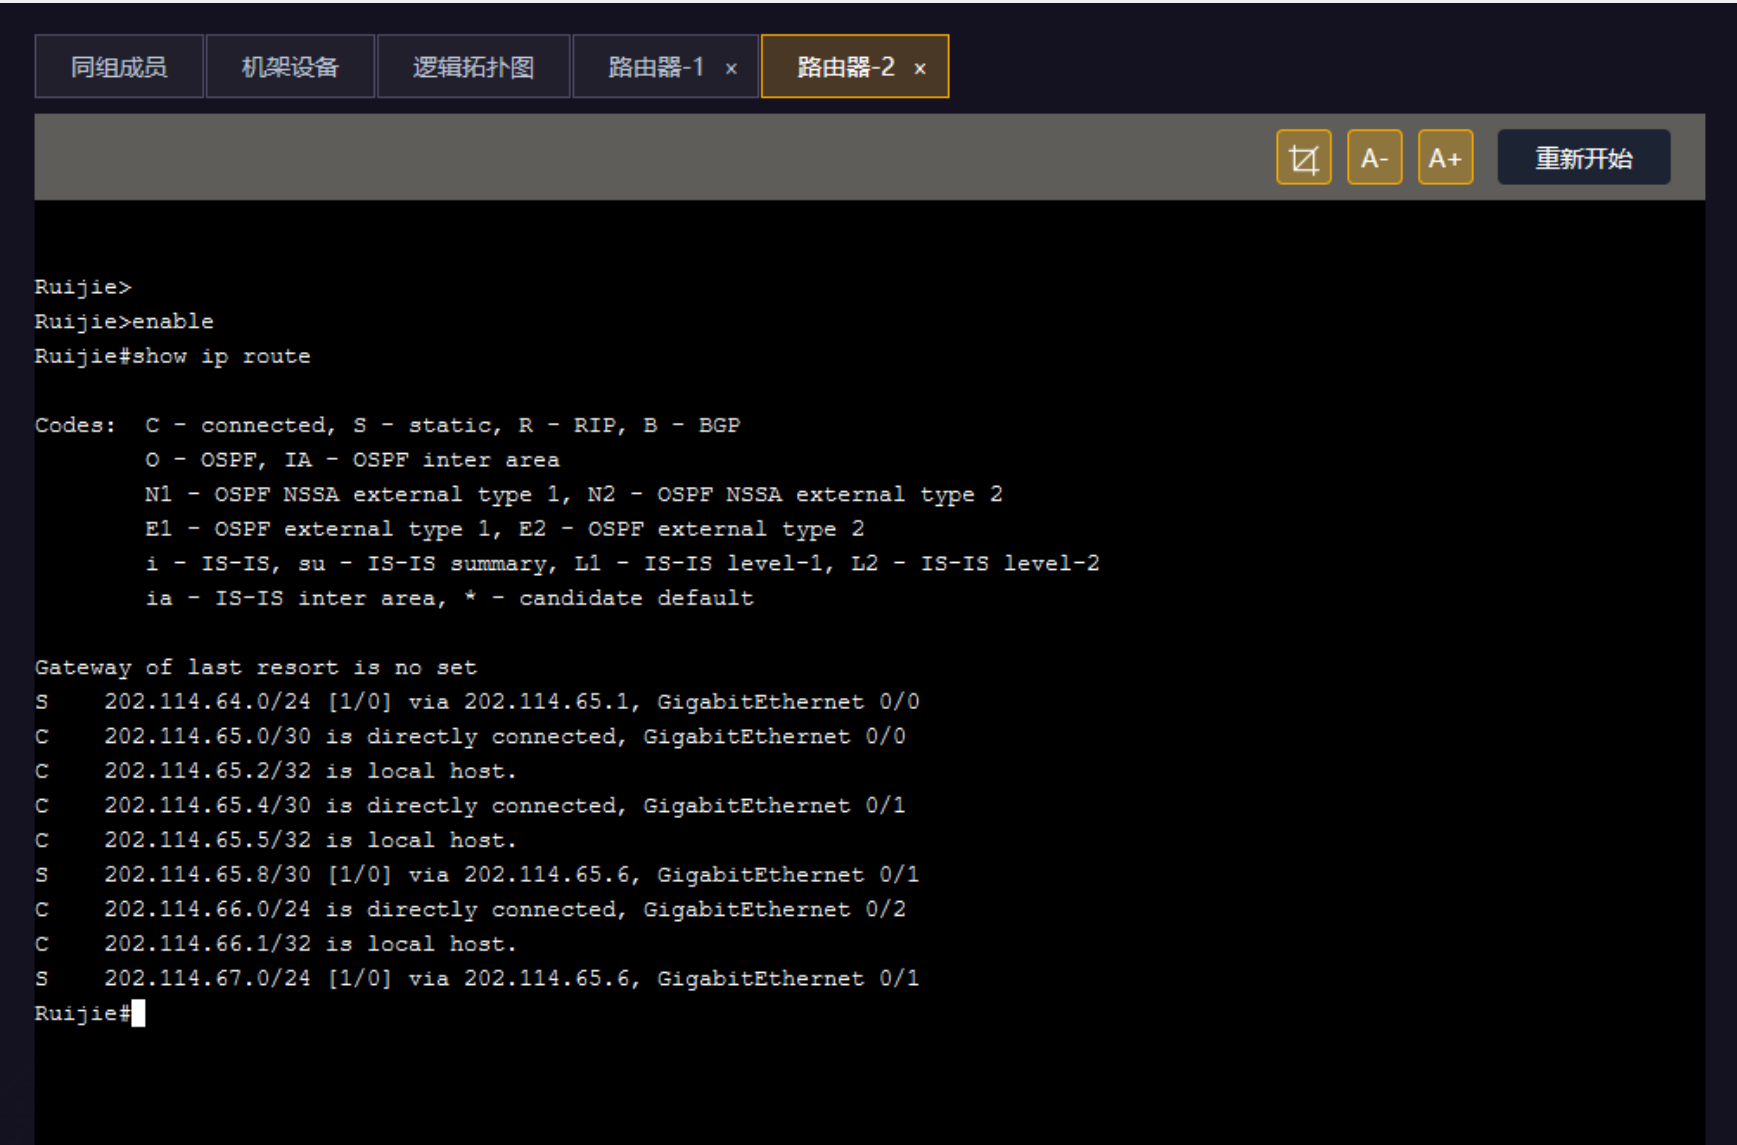 同组成员 机架设备 逻辑拓扑图 路由器-1 × 路由器-2 ×
A- A+ 重新开始
Ruijie>
Ruijie>enable
Ruijie#show ip route
Codes:  C - connected, S - static, R - RIP, B - BGP
        O - OSPF, IA - OSPF inter area
        N1 - OSPF NSSA external type 1, N2 - OSPF NSSA external type 2
        E1 - OSPF external type 1, E2 - OSPF external type 2
        i - IS-IS, su - IS-IS summary, L1 - IS-IS level-1, L2 - IS-IS level-2
        ia - IS-IS inter area, * - candidate default
Gateway of last resort is no set
S    202.114.64.0/24 [1/0] via 202.114.65.1, GigabitEthernet 0/0
C    202.114.65.0/30 is directly connected, GigabitEthernet 0/0
C    202.114.65.2/32 is local host.
C    202.114.65.4/30 is directly connected, GigabitEthernet 0/1
C    202.114.65.5/32 is local host.
S    202.114.65.8/30 [1/0] via 202.114.65.6, GigabitEthernet 0/1
C    202.114.66.0/24 is directly connected, GigabitEthernet 0/2
C    202.114.66.1/32 is local host.
S    202.114.67.0/24 [1/0] via 202.114.65.6, GigabitEthernet 0/1
Ruijie#